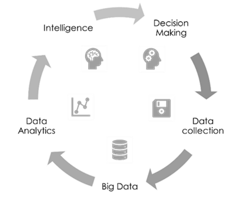 Intelligence
Decision
Making
Data
collection
Big Data
Data
Analytics